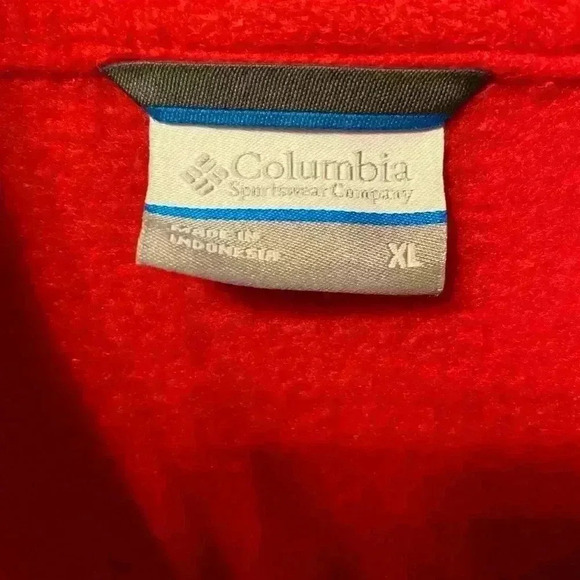 Columbia
Sportswear Company
MADE IN
INDONESIA
XL